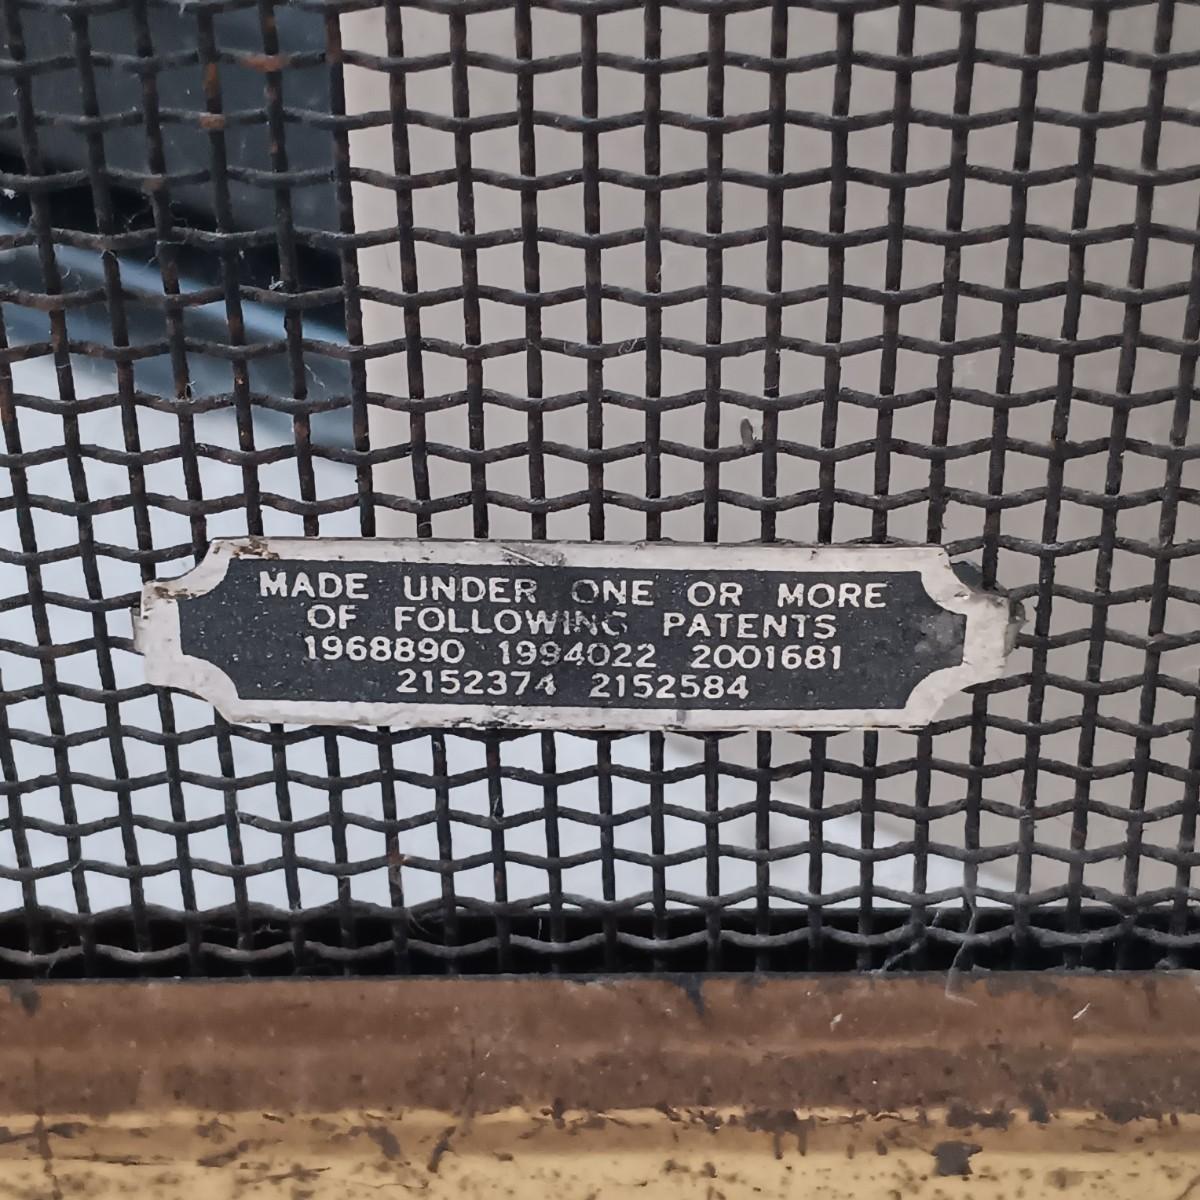 MADE UNDER ONE OR MORE
OF FOLLOWING PATENTS
1968890 1994022 2001681
2152374 2152584